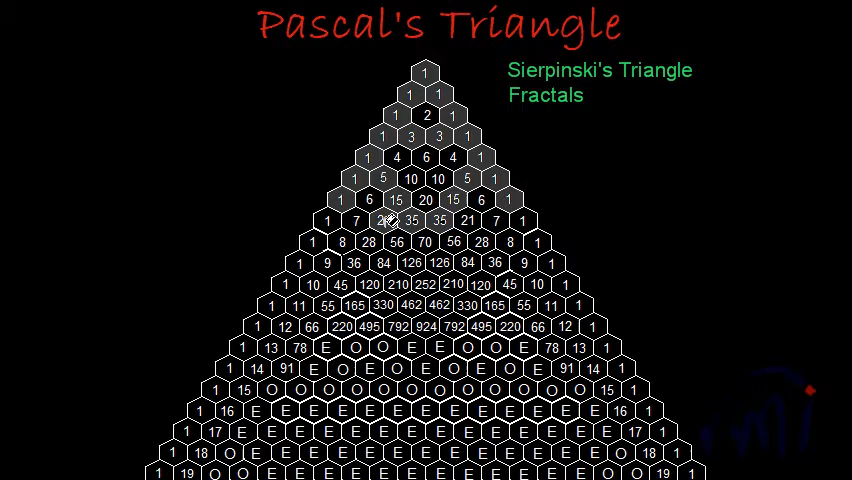 Pascal's Triangle
Sierpinski's Triangle
Fractals
1
1 1
1 2 1
1 3 3 1
1 4 6 4 1
1 5 10 10 5 1
1 6 15 20 15 6 1
1 7 35 35 21 7 1
1 8 28 56 70 56 28 8 1
1 9 36 84 126 126 84 36 9 1
1 10 45 120 210 252 210 120 45 10 1
1 11 55 165 330 462 462 330 165 55 11 1
1 12 66 220 495 792 924 792 495 220 66 12 1
1 13 78 E O O E E O O E 78 13 1
1 14 91 E O E O E O E O E 91 14 1
1 15 O O O O O O O O O O O O 15 1
1 16 E E E E E E E E E E E E E 16 1
1 17 E E E E E E E E E E E E E E 17 1
1 18 O E E E E E E E E E E E E E O 18 1
1 19 O O E E E E E E E E E E E E O O 19 1
rmi